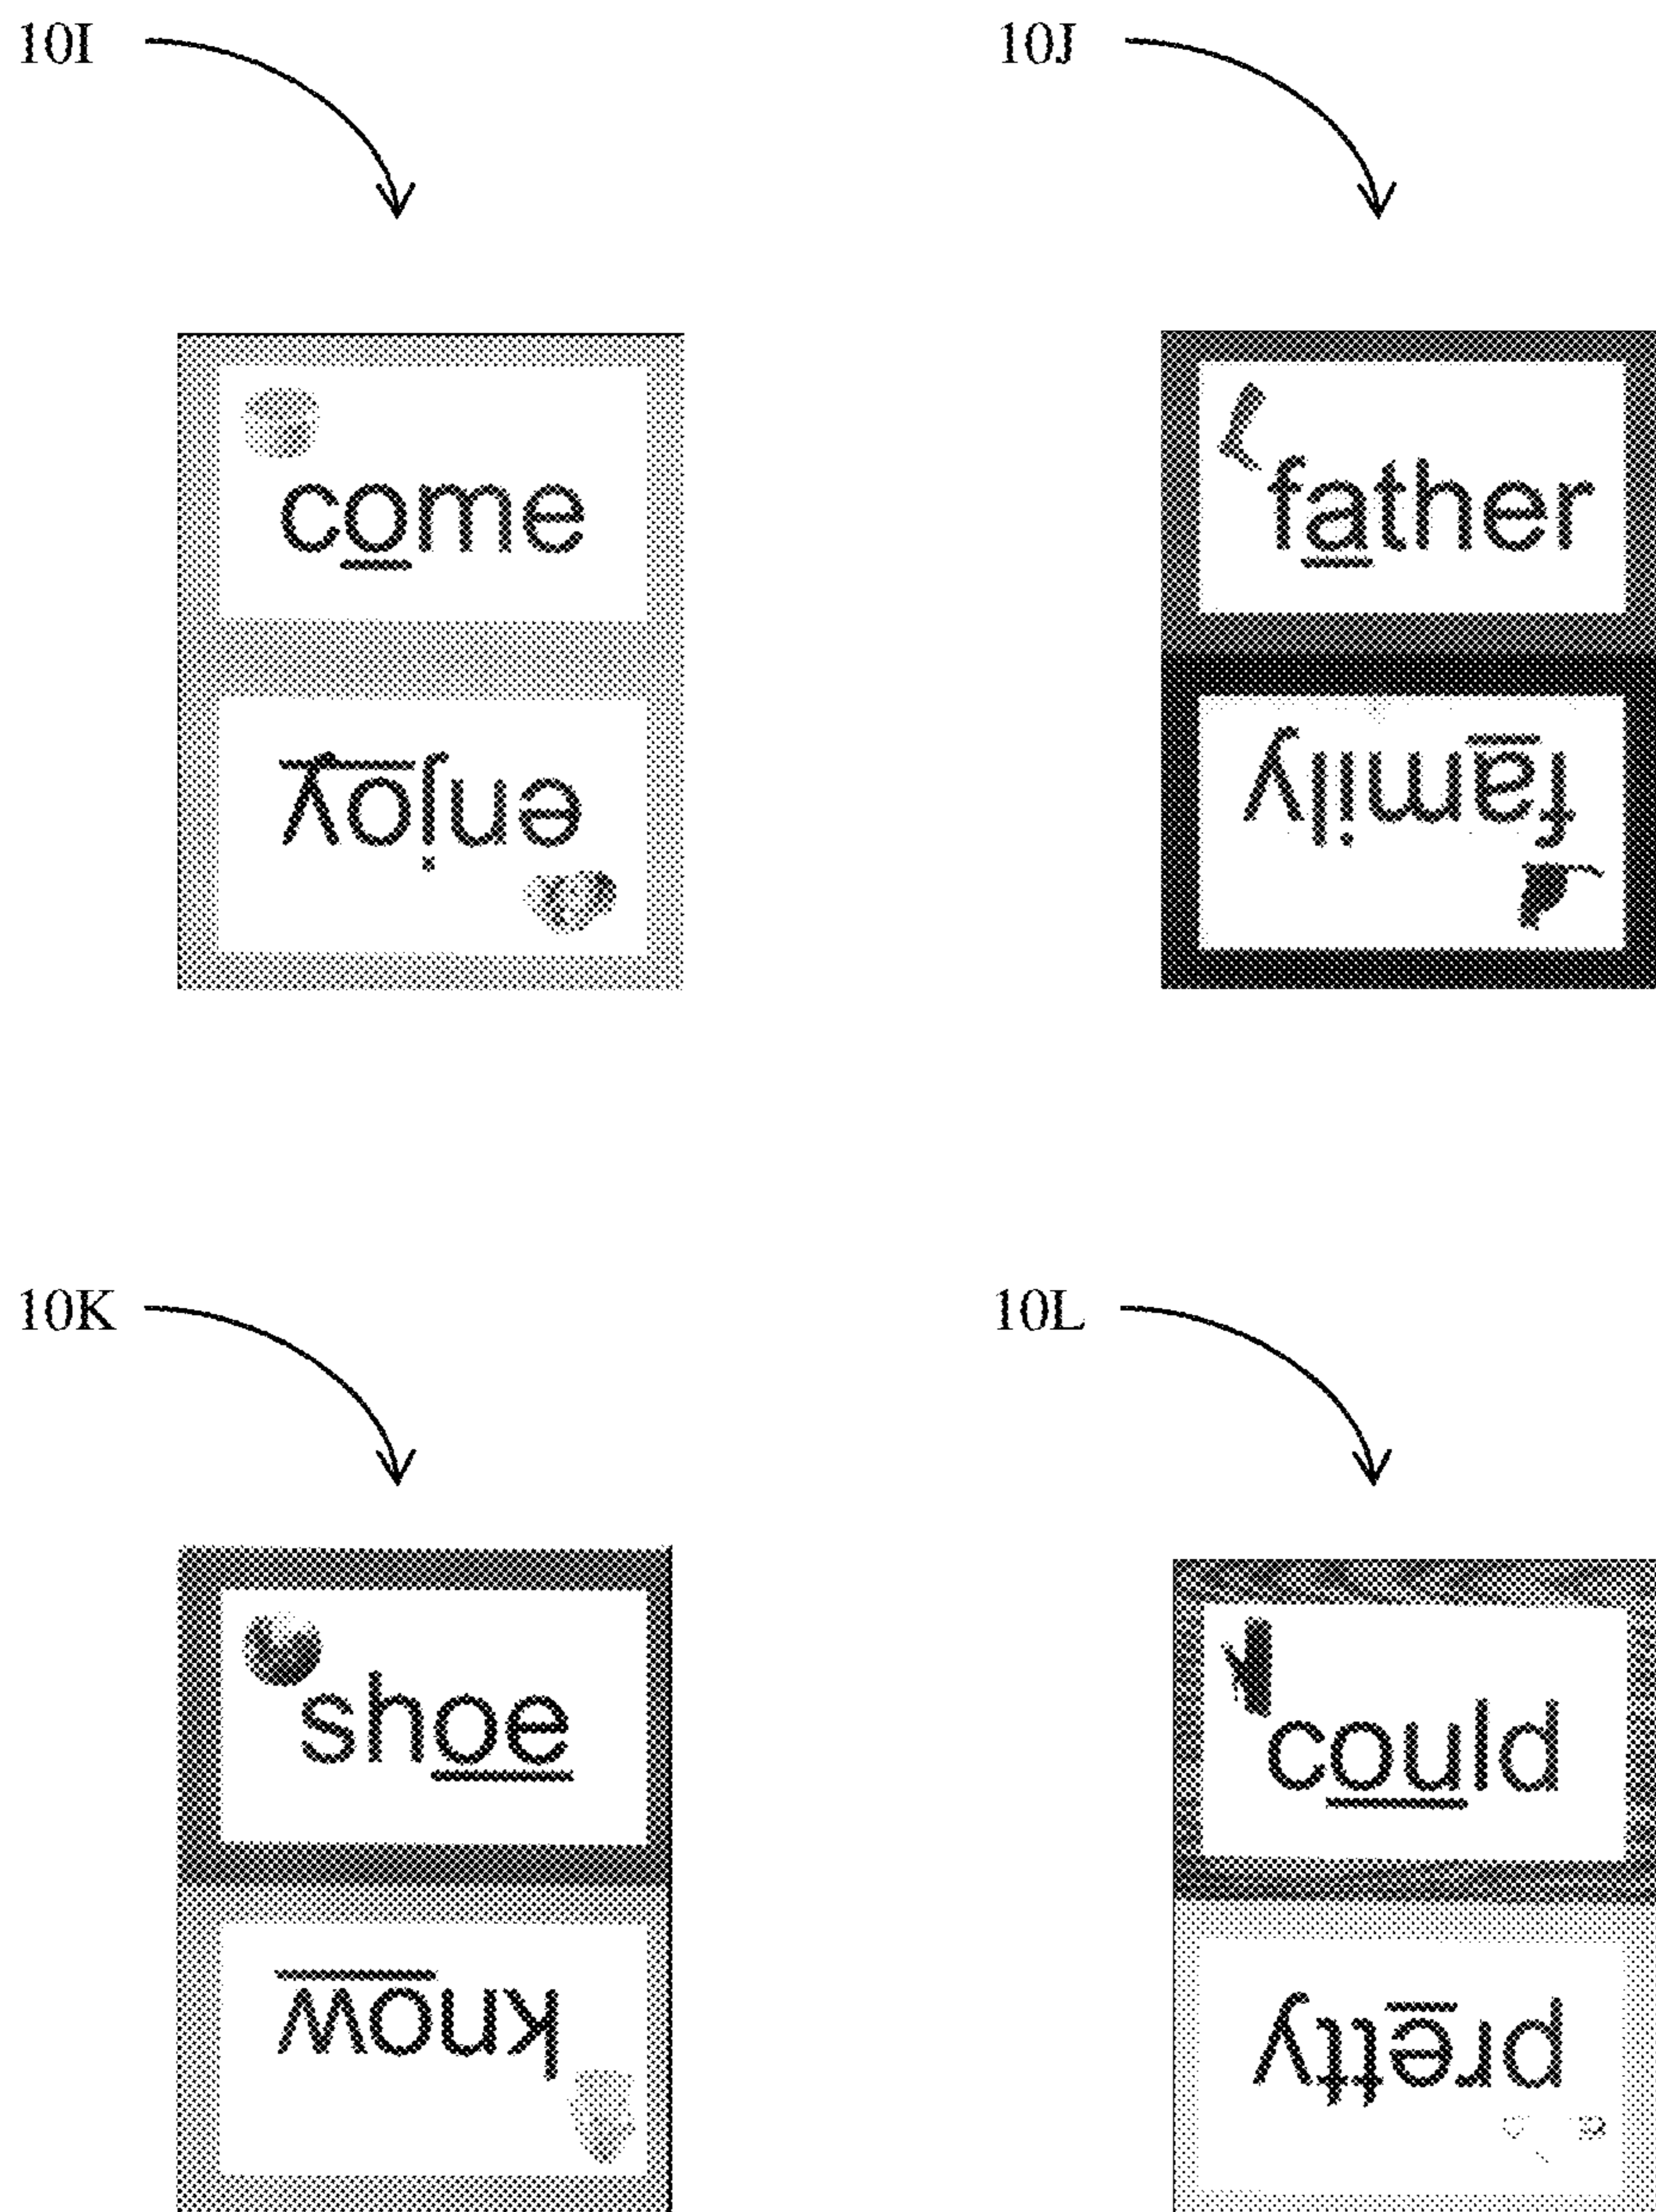 10I
10J
come
enjoy
father
family
10K
10L
shoe
know
could
pretty